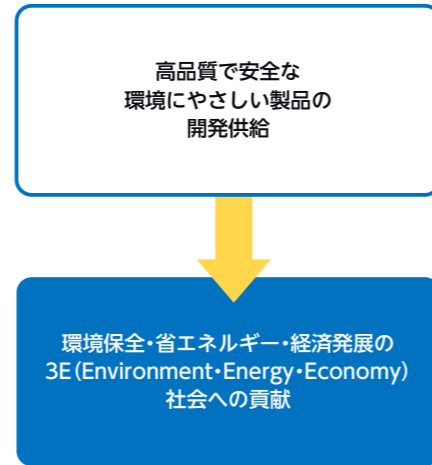 高品質で安全な
環境にやさしい製品の
開発供給
環境保全･省エネルギー･経済発展の
3E(Environment･Energy･Economy)
社会への貢献